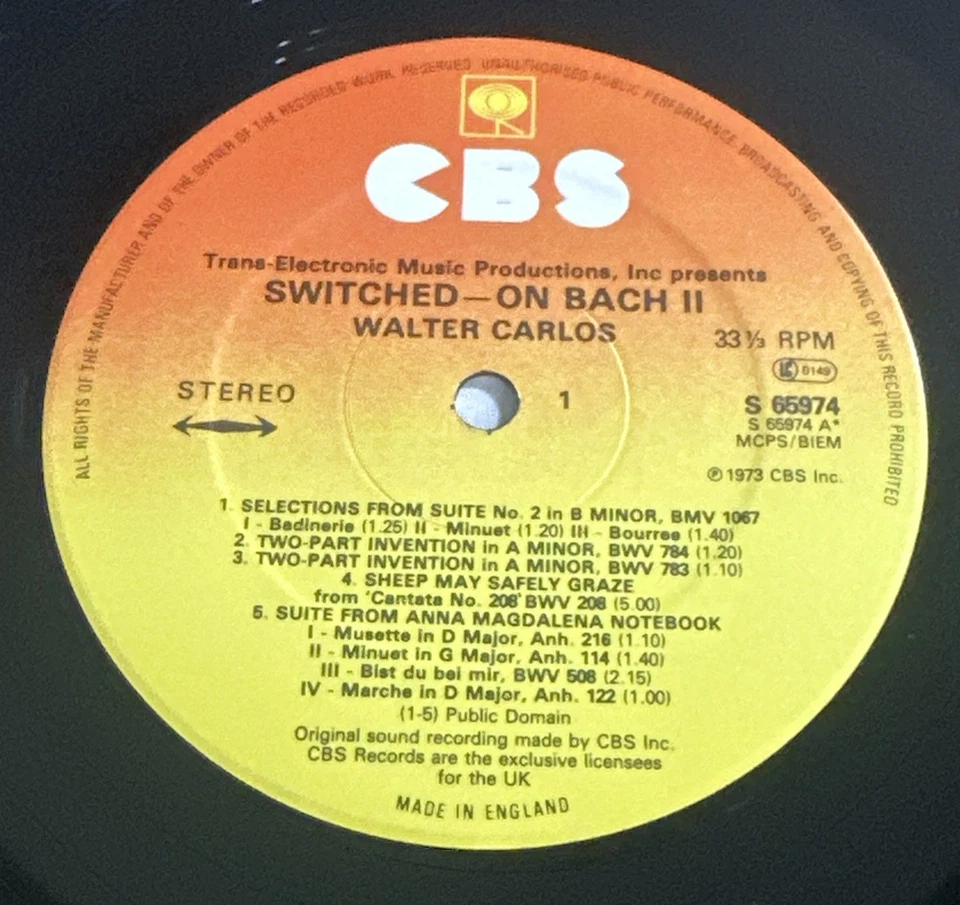 ALL RIGHTS OF THE MANUFACTURER AND OF THE OWNER OF THE RECORDED WORK RESERVED UNAUTHORISED PUBLIC PERFORMANCE BROADCASTING AND COPYING OF THIS RECORD PROHIBITED
CBS
Trans-Electronic Music Productions, Inc presents
SWITCHED—ON BACH II
WALTER CARLOS
33⅓ RPM
LC 0149
STEREO
1
S 65974
S 65974 A*
MCPS/BIEM
℗ 1973 CBS Inc.
1. SELECTIONS FROM SUITE No. 2 in B MINOR, BMV 1067
I - Badinerie (1.25) II - Minuet (1.20) III - Bourree (1.40)
2. TWO-PART INVENTION in A MINOR, BWV 784 (1.20)
3. TWO-PART INVENTION in A MINOR, BWV 783 (1.10)
4. SHEEP MAY SAFELY GRAZE
from 'Cantata No. 208' BWV 208 (5.00)
5. SUITE FROM ANNA MAGDALENA NOTEBOOK
I - Musette in D Major, Anh. 216 (1.10)
II - Minuet in G Major, Anh. 114 (1.40)
III - Bist du bei mir, BWV 508 (2.15)
IV - Marche in D Major, Anh. 122 (1.00)
(1-5) Public Domain
Original sound recording made by CBS Inc.
CBS Records are the exclusive licensees
for the UK
MADE IN ENGLAND